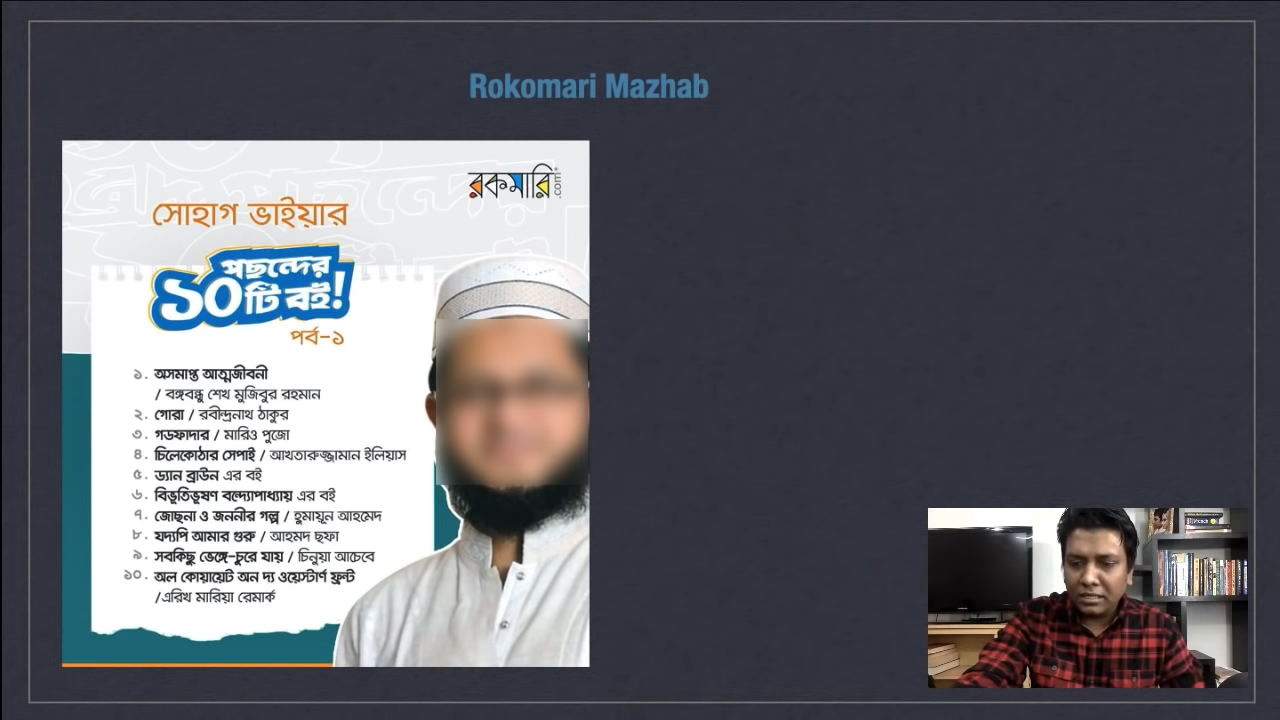 Rokomari Mazhab
রকমারি
.com
সোহাগ ভাইয়ার
পছন্দের
১০টি বই!
পর্ব-১
১. অসমাপ্ত আত্মজীবনী
/ বঙ্গবন্ধু শেখ মুজিবুর রহমান
২. গোরা / রবীন্দ্রনাথ ঠাকুর
৩. গডফাদার / মারিও পুজো
৪. চিলেকোঠার সেপাই / আখতারুজ্জামান ইলিয়াস
৫. ড্যান ব্রাউন এর বই
৬. বিভূতিভূষণ বন্দ্যোপাধ্যায় এর বই
৭. জোছনা ও জননীর গল্প / হুমায়ূন আহমেদ
৮. যদ্যপি আমার গুরু / আহমদ ছফা
৯. সবকিছু ভেঙ্গে-চুরে যায় / চিনুয়া আচেবে
১০. অল কোয়ায়েট অন দ্য ওয়েস্টার্ণ ফ্রন্ট
/এরিখ মারিয়া রেমার্ক